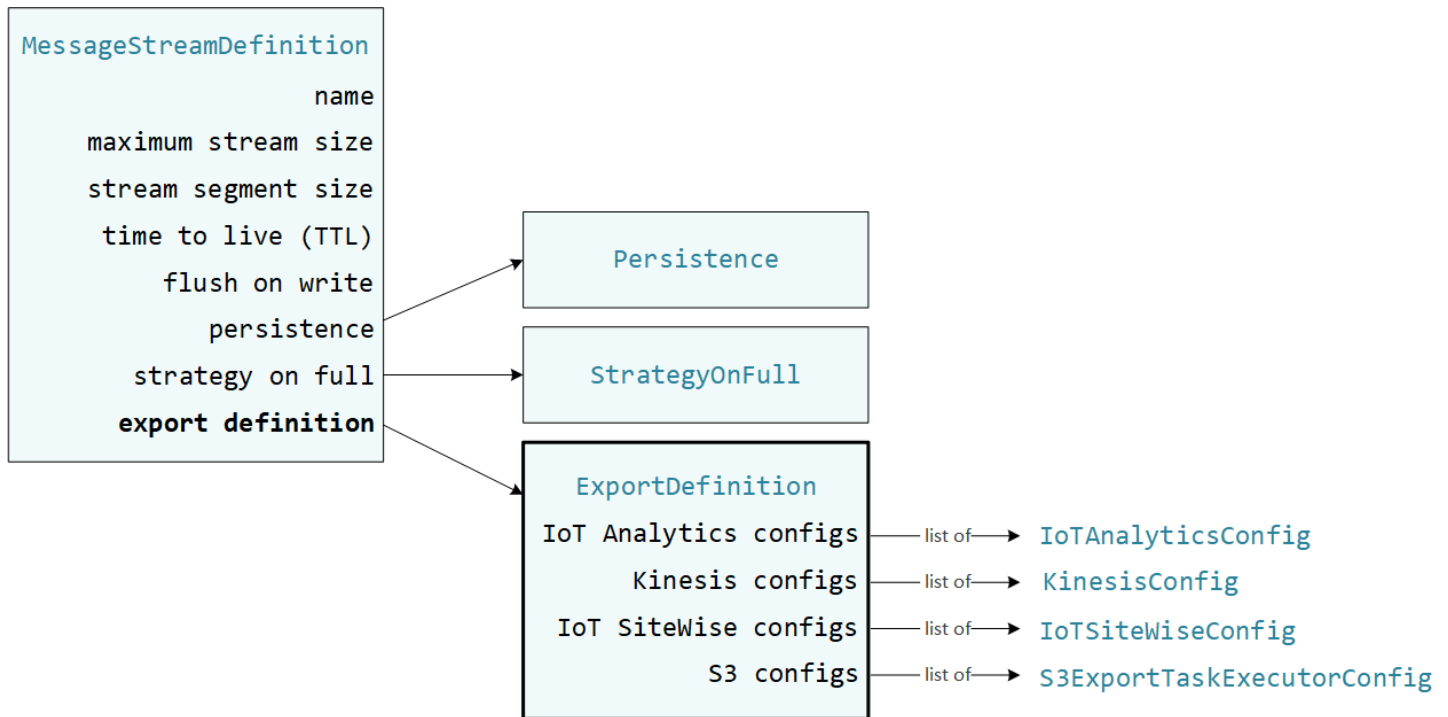 MessageStreamDefinition
name
maximum stream size
stream segment size
time to live (TTL)
flush on write
persistence
strategy on full
export definition
Persistence
StrategyOnFull
ExportDefinition
IoT Analytics configs list of IoTAnalyticsConfig
Kinesis configs list of KinesisConfig
IoT SiteWise configs list of IoTSiteWiseConfig
S3 configs list of S3ExportTaskExecutorConfig